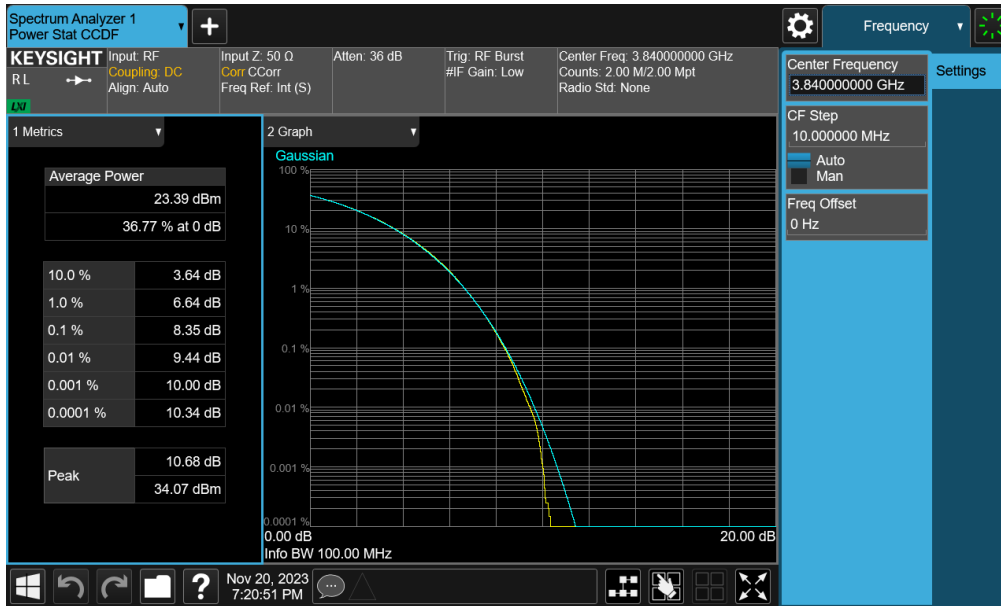 Spectrum Analyzer 1
Power Stat CCDF
Frequency
KEYSIGHT
R L
LXI
Input: RF
Coupling: DC
Align: Auto
Input Z: 50 Ω
Corr CCorr
Freq Ref: Int (S)
Atten: 36 dB
Trig: RF Burst
#IF Gain: Low
Center Freq: 3.840000000 GHz
Counts: 2.00 M/2.00 Mpt
Radio Std: None
Center Frequency
3.840000000 GHz
Settings
CF Step
10.000000 MHz
Auto
Man
Freq Offset
0 Hz
1 Metrics
Average Power
23.39 dBm
36.77 % at 0 dB
10.0 % 3.64 dB
1.0 % 6.64 dB
0.1 % 8.35 dB
0.01 % 9.44 dB
0.001 % 10.00 dB
0.0001 % 10.34 dB
Peak
10.68 dB
34.07 dBm
2 Graph
Gaussian
100 %
10 %
1 %
0.1 %
0.01 %
0.001 %
0.0001 %
0.00 dB 20.00 dB
Info BW 100.00 MHz
?
Nov 20, 2023
7:20:51 PM